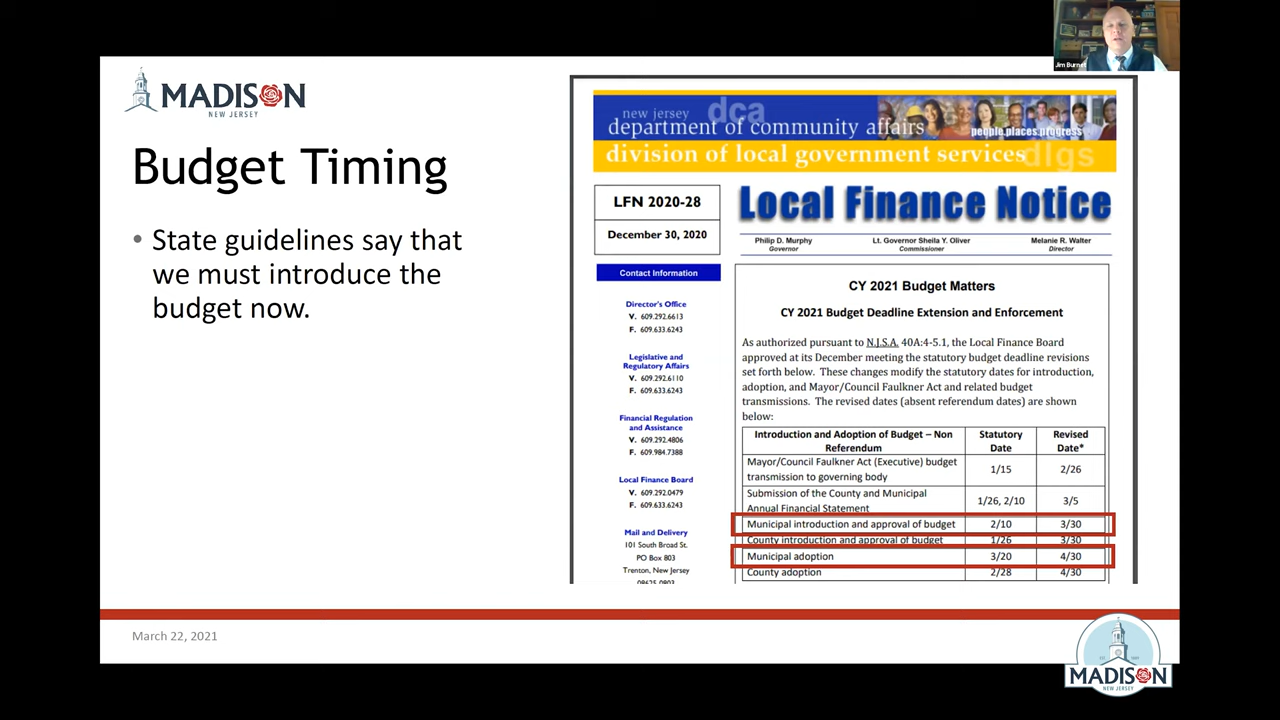 Jim Burnet
MADISON
NEW JERSEY
Budget Timing
• State guidelines say that
we must introduce the
budget now.
new jersey dca
department of community affairs
people.places.progress
division of local government services dlgs
LFN 2020-28
December 30, 2020
Local Finance Notice
Philip D. Murphy
Governor
Lt. Governor Sheila Y. Oliver
Commissioner
Melanie R. Walter
Director
Contact Information
Director's Office
V. 609.292.6613
F. 609.633.6243
Legislative and
Regulatory Affairs
V. 609.292.6110
F. 609.633.6243
Financial Regulation
and Assistance
V. 609.292.4806
F. 609.984.7388
Local Finance Board
V. 609.292.0479
F. 609.633.6243
Mail and Delivery
101 South Broad St.
PO Box 803
Trenton, New Jersey
08625-0803
CY 2021 Budget Matters
CY 2021 Budget Deadline Extension and Enforcement
As authorized pursuant to N.J.S.A. 40A:4-5.1, the Local Finance Board
approved at its December meeting the statutory budget deadline revisions
set forth below. These changes modify the statutory dates for introduction,
adoption, and Mayor/Council Faulkner Act and related budget
transmissions. The revised dates (absent referendum dates) are shown
below:
Introduction and Adoption of Budget – Non
Referendum
Statutory
Date
Revised
Date*
Mayor/Council Faulkner Act (Executive) budget
transmission to governing body
1/15
2/26
Submission of the County and Municipal
Annual Financial Statement
1/26, 2/10
3/5
Municipal introduction and approval of budget
2/10
3/30
County introduction and approval of budget
1/26
3/30
Municipal adoption
3/20
4/30
County adoption
2/28
4/30
March 22, 2021
MADISON
NEW JERSEY